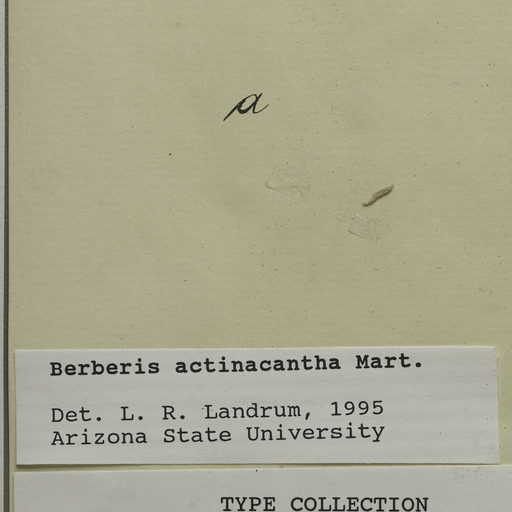 a
Berberis actinacantha Mart.
Det. L. R. Landrum, 1995
Arizona State University
TYPE COLLECTION